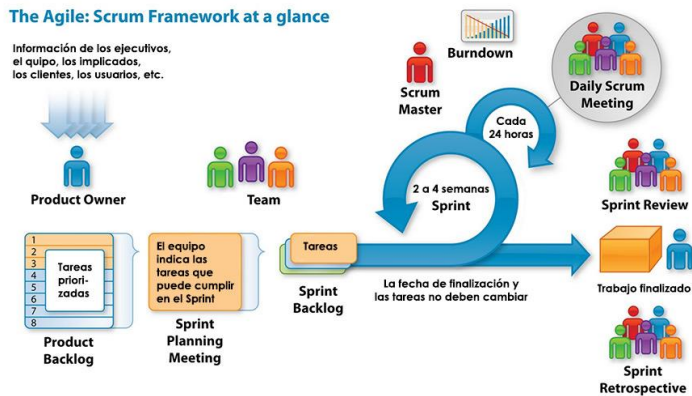 The Agile: Scrum Framework at a glance
Información de los ejecutivos,
el quipo, los implicados,
los clientes, los usuarios, etc.
Product Owner
Team
Scrum
Master
Burndown
Daily Scrum
Meeting
Cada
24 horas
2 a 4 semanas
Sprint
Sprint Review
1
2
3
4
5
6
7
8
Tareas
priori-
zadas
Product
Backlog
El equipo
indica las
tareas que
puede cumplir
en el Sprint
Sprint
Planning
Meeting
Tareas
Sprint
Backlog
La fecha de finalización y
las tareas no deben cambiar
Trabajo finalizado
Sprint
Retrospective